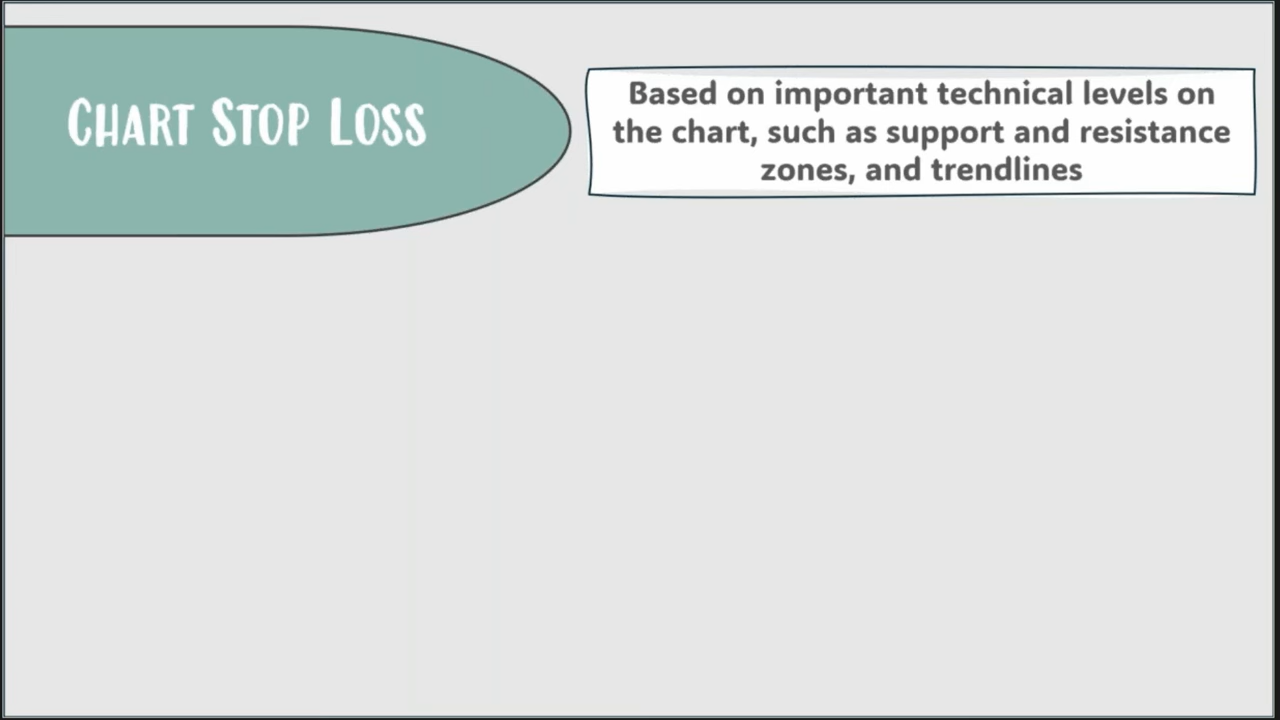 CHART STOP LOSS
Based on important technical levels on
the chart, such as support and resistance
zones, and trendlines